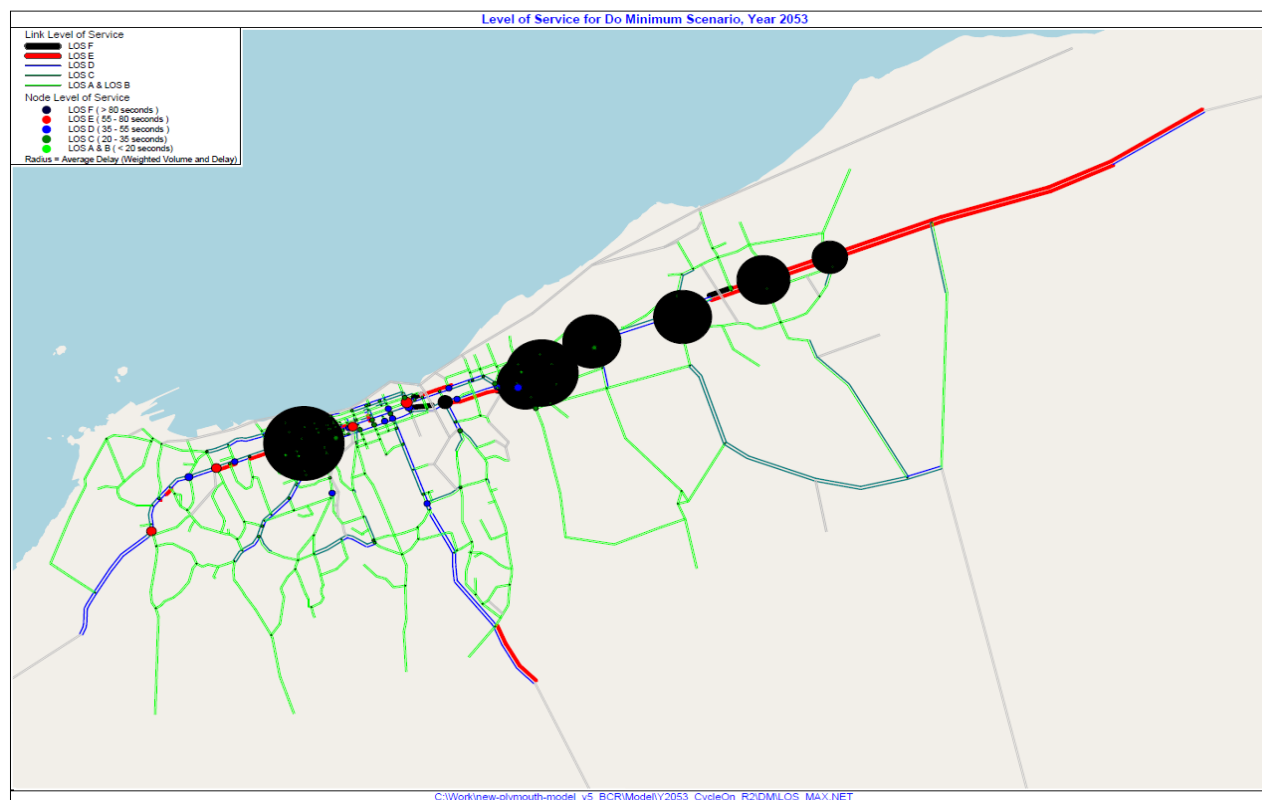 Level of Service for Do Minimum Scenario, Year 2053
Link Level of Service
LOS F
LOS E
LOS D
LOS C
LOS A & LOS B
Node Level of Service
LOS F ( > 80 seconds )
LOS E ( 55 - 80 seconds )
LOS D ( 35 - 55 seconds )
LOS C ( 20 - 35 seconds)
LOS A & B ( < 20 seconds)
Radius = Average Delay (Weighted Volume and Delay)
C:\Work\new-plymouth-model_v5_BCR\Model\Y2053_CycleOn_R2\DM\LOS_MAX.NET